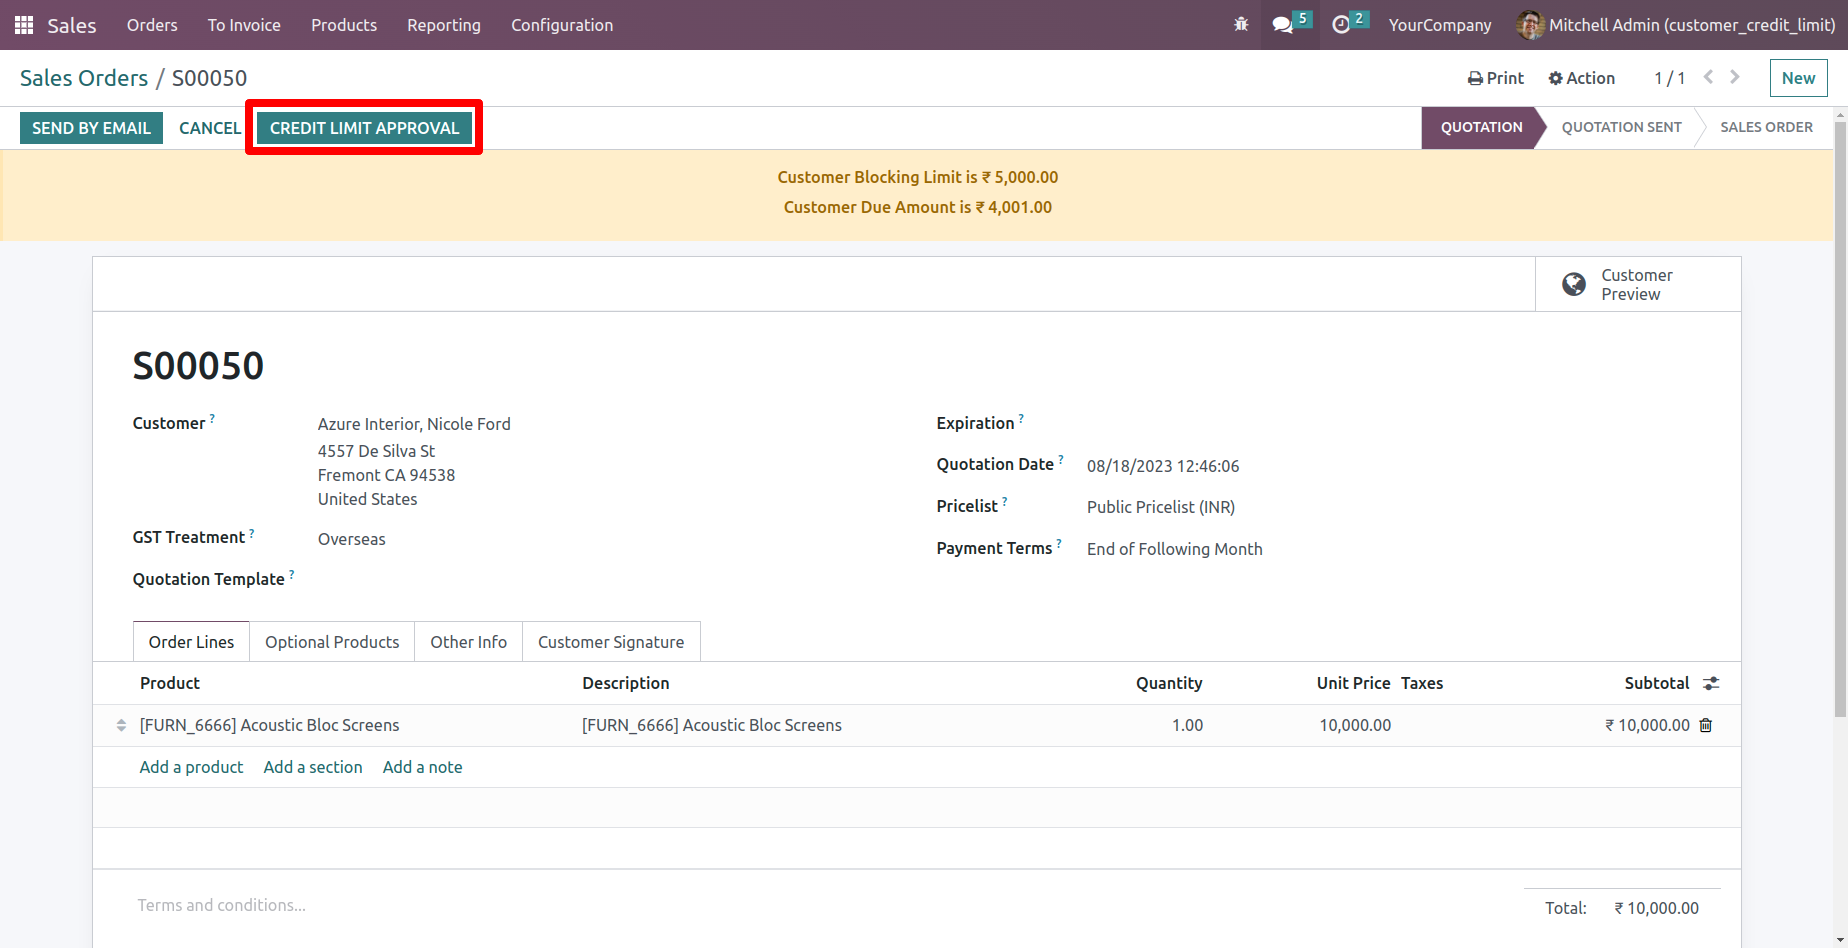 Sales Orders To Invoice Products Reporting Configuration 5 2 YourCompany Mitchell Admin (customer_credit_limit)
Sales Orders / S00050 Print Action 1 / 1 New
SEND BY EMAIL CANCEL CREDIT LIMIT APPROVAL QUOTATION QUOTATION SENT SALES ORDER
Customer Blocking Limit is ₹ 5,000.00
Customer Due Amount is ₹ 4,001.00
Customer
Preview
S00050
Customer ? Azure Interior, Nicole Ford
4557 De Silva St
Fremont CA 94538
United States
GST Treatment ? Overseas
Quotation Template ?
Expiration ?
Quotation Date ? 08/18/2023 12:46:06
Pricelist ? Public Pricelist (INR)
Payment Terms ? End of Following Month
Order Lines Optional Products Other Info Customer Signature
Product Description Quantity Unit Price Taxes Subtotal
[FURN_6666] Acoustic Bloc Screens [FURN_6666] Acoustic Bloc Screens 1.00 10,000.00 ₹ 10,000.00
Add a product Add a section Add a note
Terms and conditions...
Total: ₹ 10,000.00